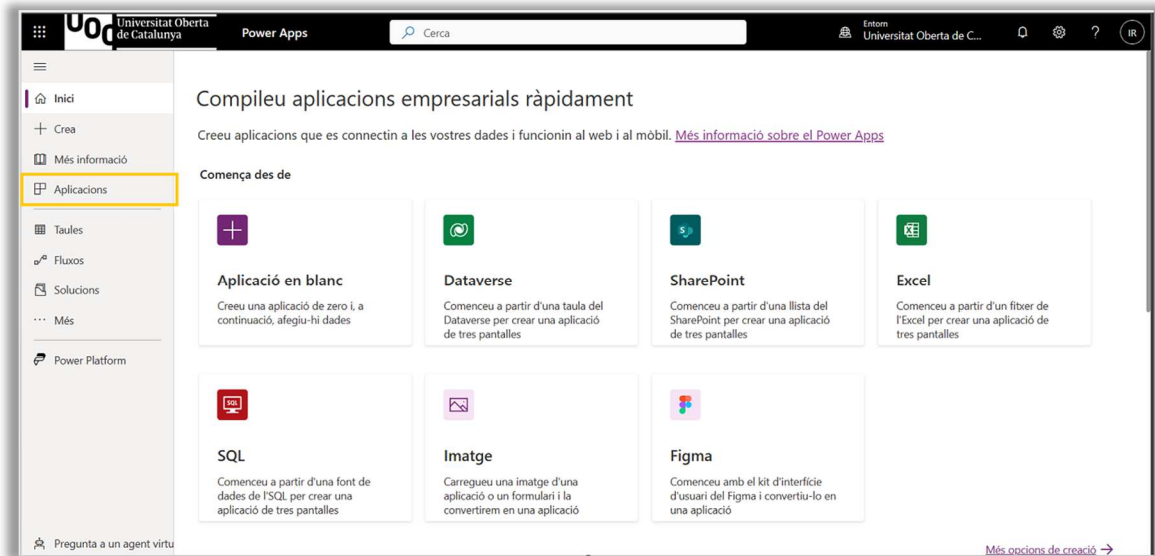 UOC Universitat Oberta
de Catalunya
Power Apps
Cerca
Entorn
Universitat Oberta de C...
?
IR
Inici
Crea
Més informació
Aplicacions
Taules
Fluxos
Solucions
Més
Power Platform
Pregunta a un agent virtu
Compileu aplicacions empresarials ràpidament
Creeu aplicacions que es connectin a les vostres dades i funcionin al web i al mòbil. Més informació sobre el Power Apps
Comença des de
Aplicació en blanc
Creeu una aplicació de zero i, a
continuació, afegiu-hi dades
Dataverse
Comenceu a partir d'una taula del
Dataverse per crear una aplicació
de tres pantalles
S
SharePoint
Comenceu a partir d'una llista del
SharePoint per crear una aplicació
de tres pantalles
X
Excel
Comenceu a partir d'un fitxer de
l'Excel per crear una aplicació de
tres pantalles
SQL
SQL
Comenceu a partir d'una font de
dades de l'SQL per crear una
aplicació de tres pantalles
Imatge
Carregueu una imatge d'una
aplicació o un formulari i la
convertirem en una aplicació
Figma
Comenceu amb el kit d'interfície
d'usuari del Figma i convertiu-lo en
una aplicació
Més opcions de creació →